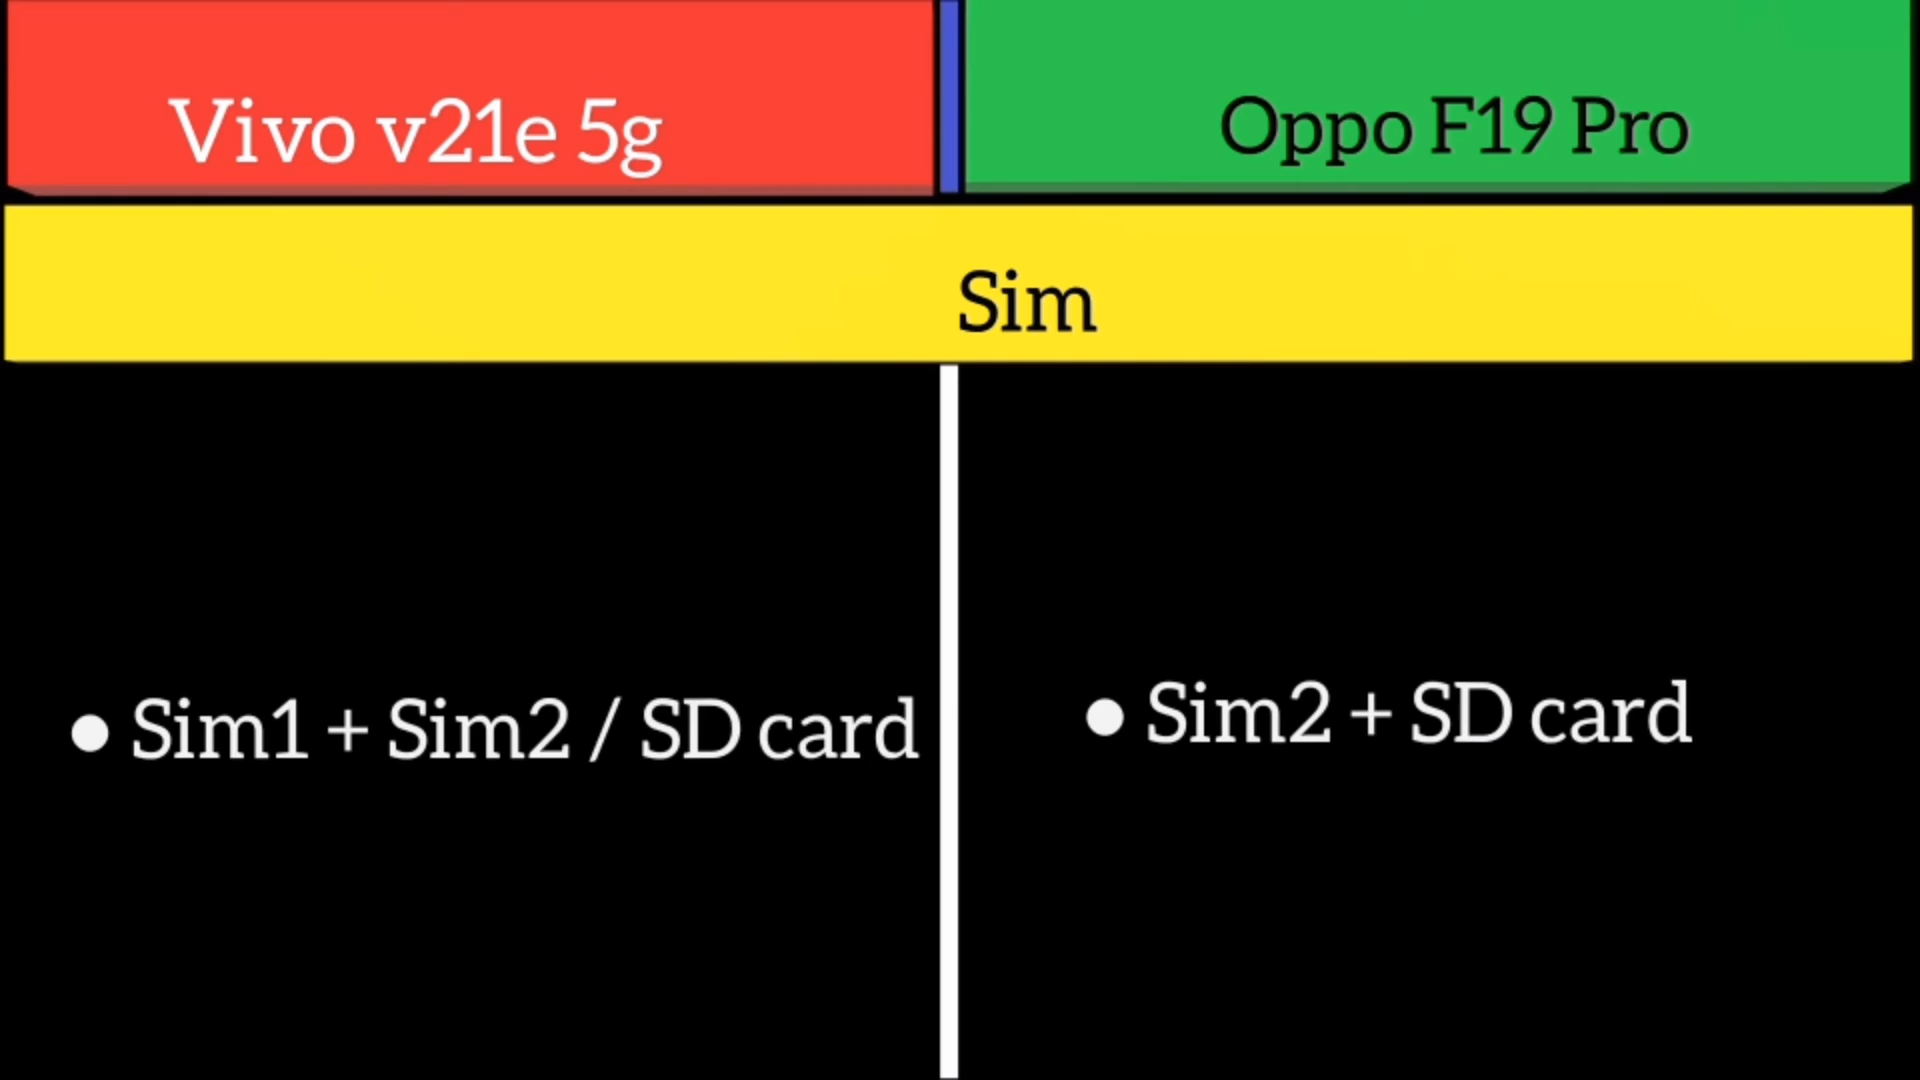 Vivo v21e 5g
Oppo F19 Pro
Sim
● Sim1 + Sim2 / SD card
● Sim2 + SD card